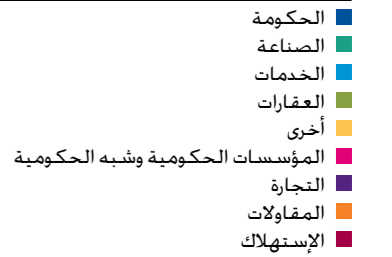 الحكومة
الصناعة
الخدمات
العقارات
أخرى
المؤسسات الحكومية وشبه الحكومية
التجارة
المقاولات
الإستهلاك